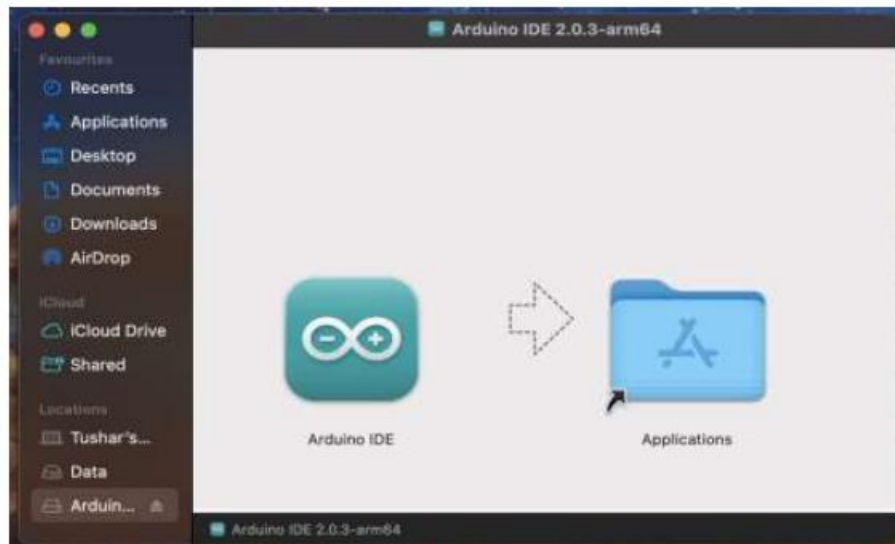 Arduino IDE 2.0.3-arm64
Favourites
Recents
Applications
Desktop
Documents
Downloads
AirDrop
iCloud
iCloud Drive
Shared
Locations
Tushar's...
Data
Arduin...
Arduino IDE
Applications
Arduino IDE 2.0.3-arm64